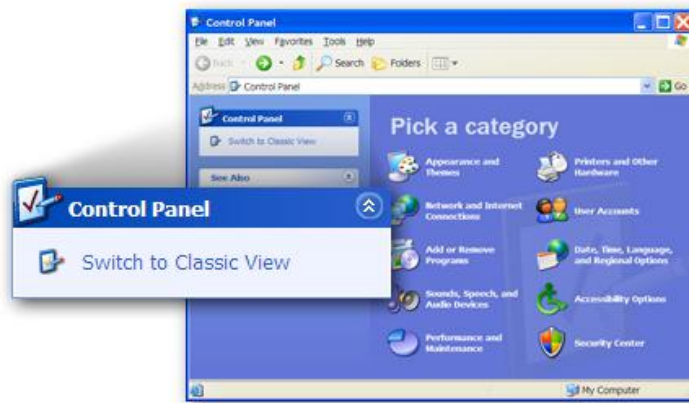 Control Panel
File Edit View Favorites Tools Help
Back Search Folders
Address Control Panel Go
Control Panel
Switch to Classic View
See Also
Pick a category
Appearance and
Themes
Printers and Other
Hardware
Network and Internet
Connections
User Accounts
Add or Remove
Programs
Date, Time, Language,
and Regional Options
Sounds, Speech, and
Audio Devices
Accessibility Options
Performance and
Maintenance
Security Center
My Computer
Control Panel
Switch to Classic View